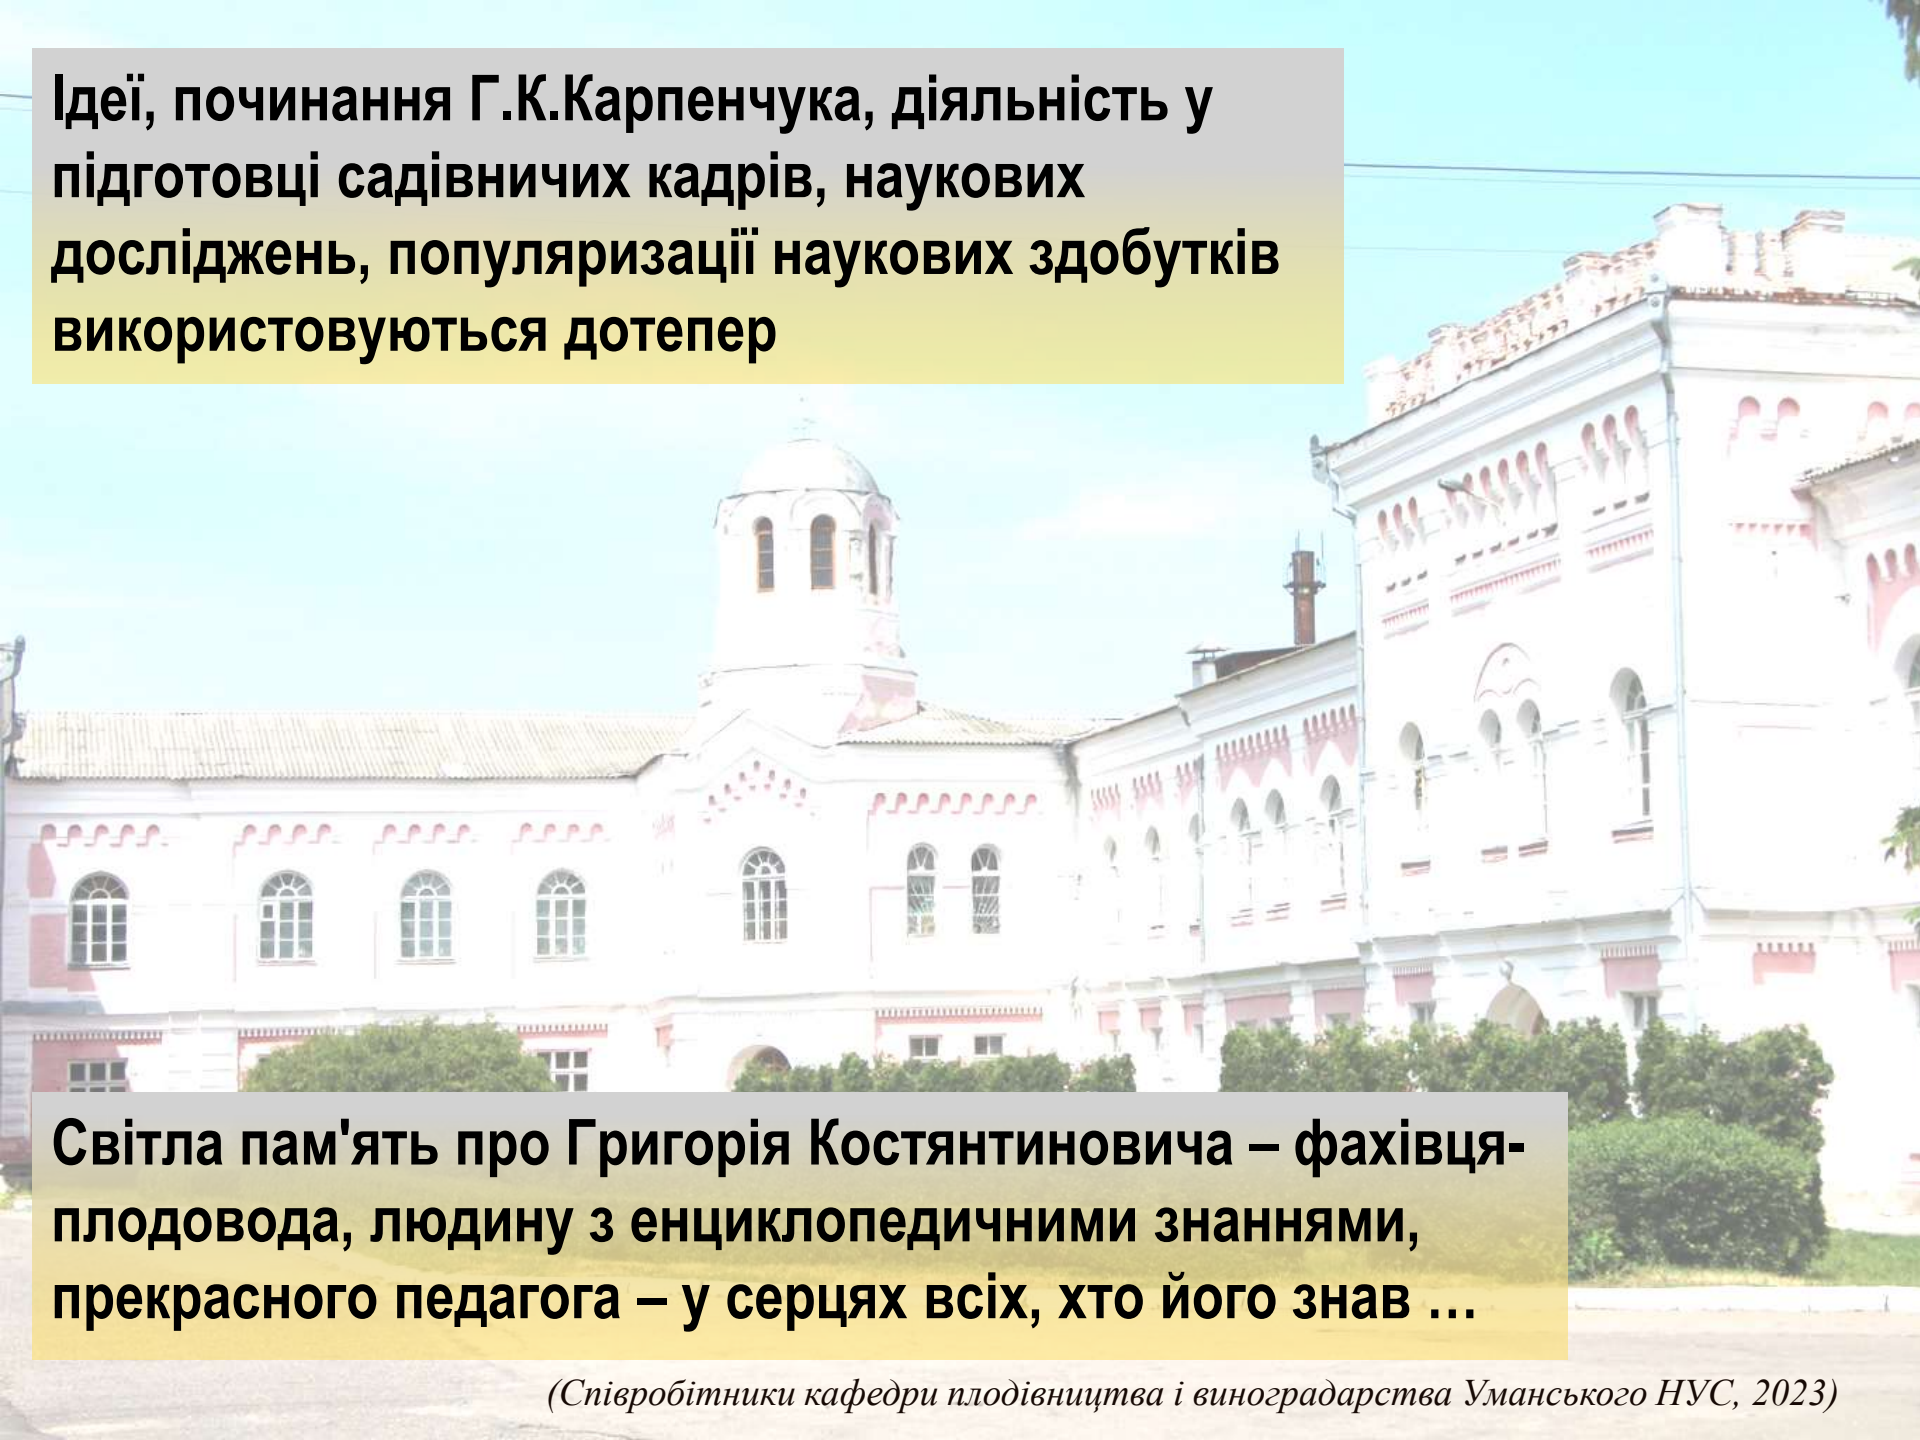 Ідеї, починання Г.К.Карпенчука, діяльність у
підготовці садівничих кадрів, наукових
досліджень, популяризації наукових здобутків
використовуються дотепер
Світла пам'ять про Григорія Костянтиновича – фахівця-
плодовода, людину з енциклопедичними знаннями,
прекрасного педагога – у серцях всіх, хто його знав …
(Співробітники кафедри плодівництва і виноградарства Уманського НУС, 2023)